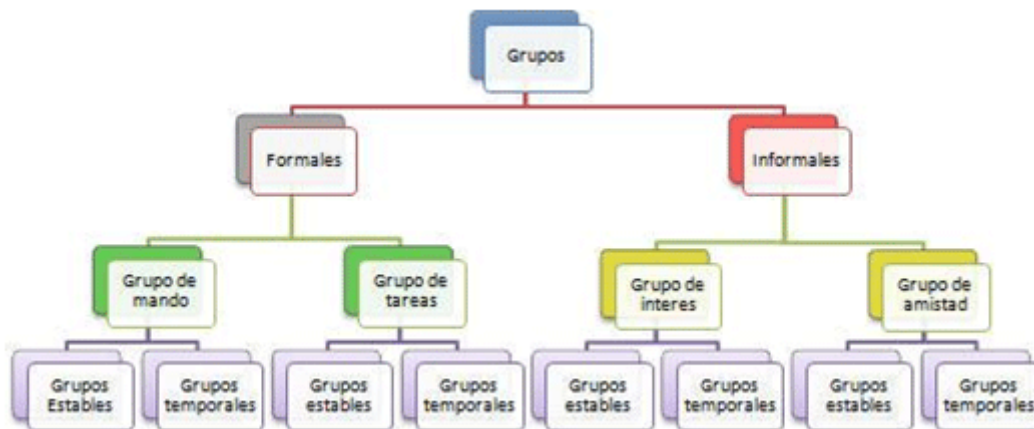 Grupos
Formales
Informales
Grupo de
mando
Grupo de
tareas
Grupo de
interes
Grupo de
amistad
Grupos
Estables
Grupos
temporales
Grupos
estables
Grupos
temporales
Grupos
estables
Grupos
temporales
Grupos
estables
Grupos
temporales